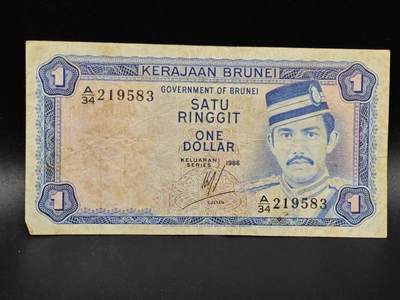 1 KERAJAAN BRUNEI 1
GOVERNMENT OF BRUNEI
A/34 219583
SATU
RINGGIT
ONE
DOLLAR
KELUARAN
SERIES 1986
SULTAN
A/34 219583
1 1